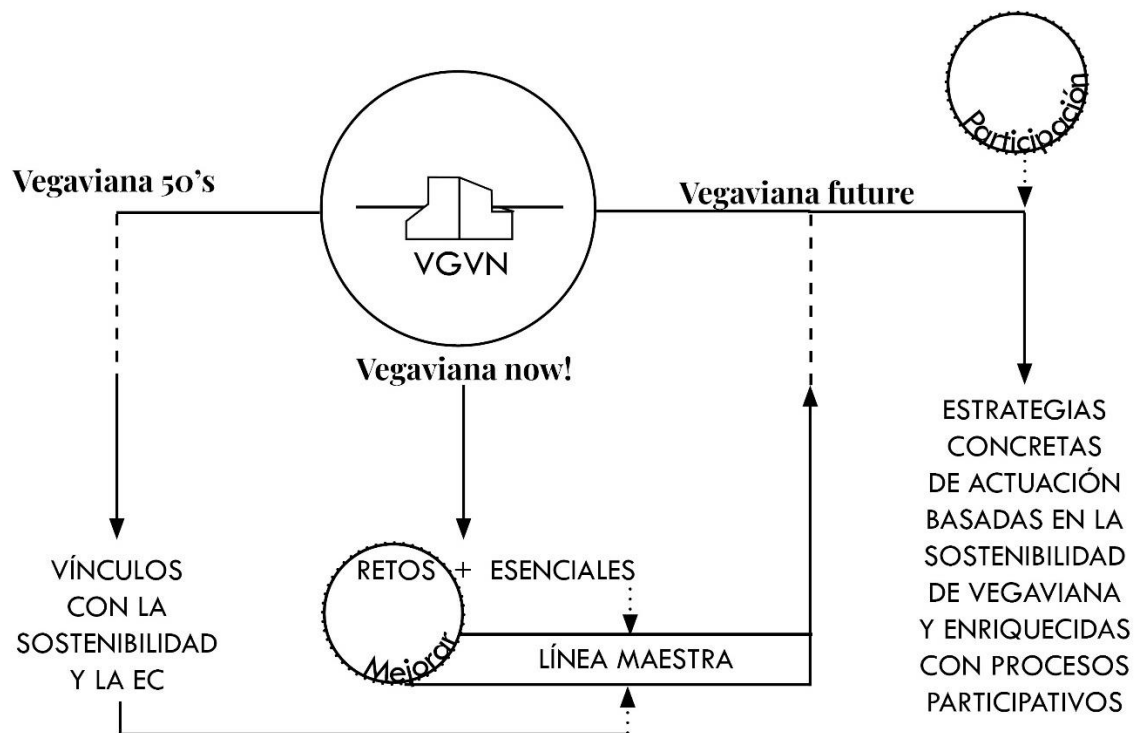 Participación
Vegaviana 50's
Vegaviana future
VGVN
Vegaviana now!
VÍNCULOS
CON LA
SOSTENIBILIDAD
Y LA EC
RETOS + ESENCIALES
Mejorar
LÍNEA MAESTRA
ESTRATEGIAS
CONCRETAS
DE ACTUACIÓN
BASADAS EN LA
SOSTENIBILIDAD
DE VEGAVIANA
Y ENRIQUECIDAS
CON PROCESOS
PARTICIPATIVOS